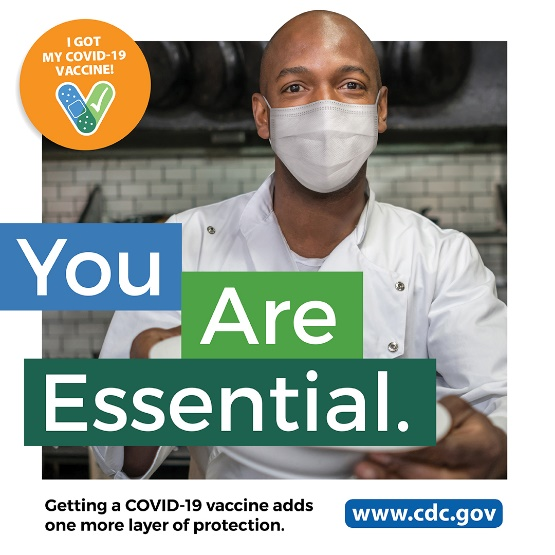 I GOT
MY COVID-19
VACCINE!
You
Are
Essential.
Getting a COVID-19 vaccine adds
one more layer of protection.
www.cdc.gov